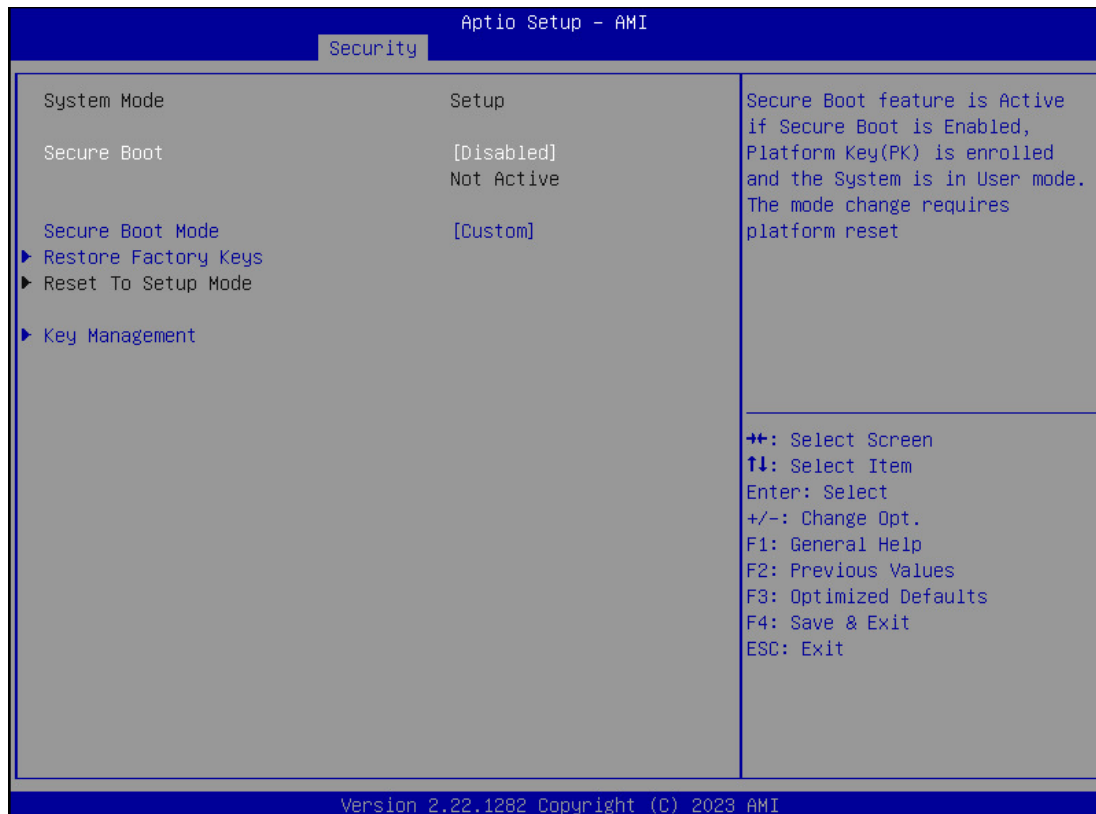 Aptio Setup – AMI
Security
System Mode Setup
Secure Boot [Disabled]
Not Active
Secure Boot Mode [Custom]
▶ Restore Factory Keys
▶ Reset To Setup Mode
▶ Key Management
Secure Boot feature is Active
if Secure Boot is Enabled,
Platform Key(PK) is enrolled
and the System is in User mode.
The mode change requires
platform reset
→←: Select Screen
↑↓: Select Item
Enter: Select
+/-: Change Opt.
F1: General Help
F2: Previous Values
F3: Optimized Defaults
F4: Save & Exit
ESC: Exit
Version 2.22.1282 Copyright (C) 2023 AMI